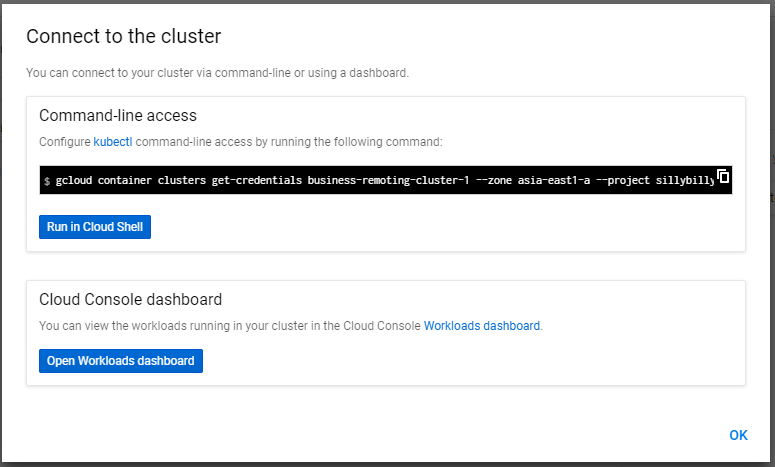 Connect to the cluster
You can connect to your cluster via command-line or using a dashboard.
Command-line access
Configure kubectl command-line access by running the following command:
$ gcloud container clusters get-credentials business-remoting-cluster-1 --zone asia-east1-a --project sillybilly
Run in Cloud Shell
Cloud Console dashboard
You can view the workloads running in your cluster in the Cloud Console Workloads dashboard.
Open Workloads dashboard
OK